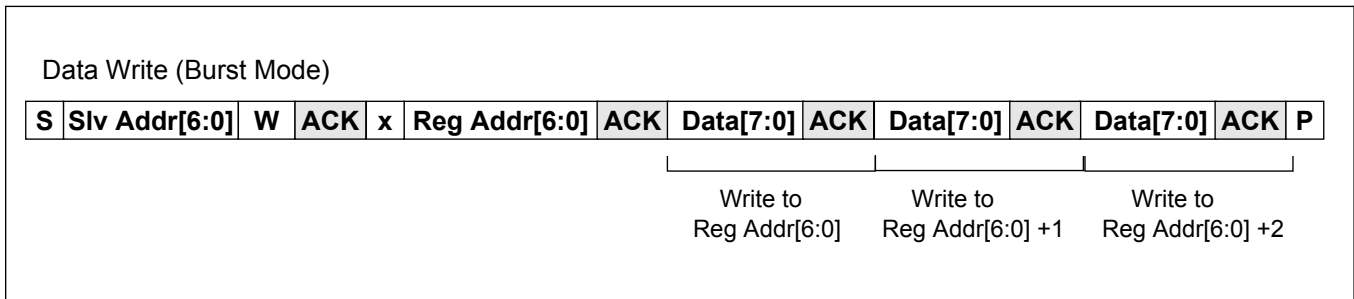 Data Write (Burst Mode)
S Slv Addr[6:0] W ACK x Reg Addr[6:0] ACK Data[7:0] ACK Data[7:0] ACK Data[7:0] ACK P
Write to Write to Write to
Reg Addr[6:0] Reg Addr[6:0] +1 Reg Addr[6:0] +2